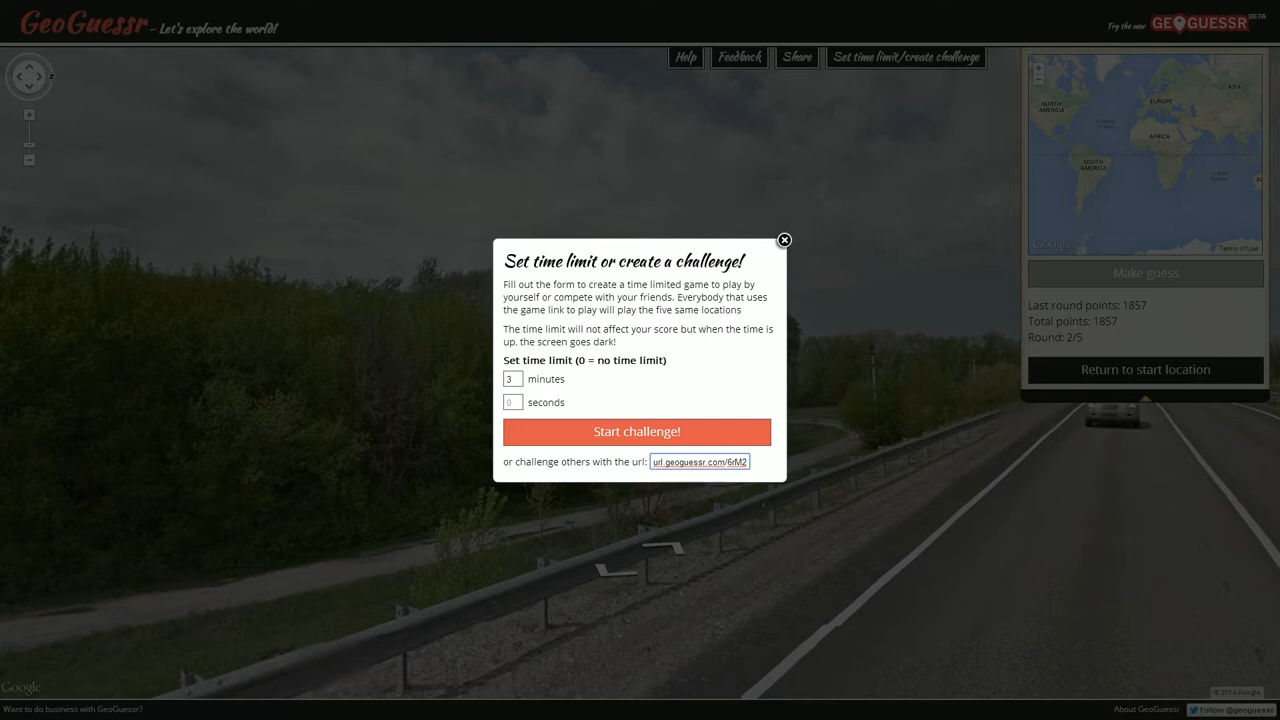 GeoGuessr - Let's explore the world!
Try the new GEOGUESSR BETA
Help Feedback Share Set time limit/create challenge
NORTH AMERICA
EUROPE
ASIA
AFRICA
SOUTH AMERICA
Google Terms of Use
Make guess
Last round points: 1857
Total points: 1857
Round: 2/5
Return to start location
Set time limit or create a challenge!
Fill out the form to create a time limited game to play by
yourself or compete with your friends. Everybody that uses
the game link to play will play the five same locations
The time limit will not affect your score but when the time is
up, the screen goes dark!
Set time limit (0 = no time limit)
3 minutes
0 seconds
Start challenge!
or challenge others with the url: url.geoguessr.com/6rM2
Google
© 2014 Google
Want to do business with GeoGuessr?
About GeoGuessr Follow @geoguessr